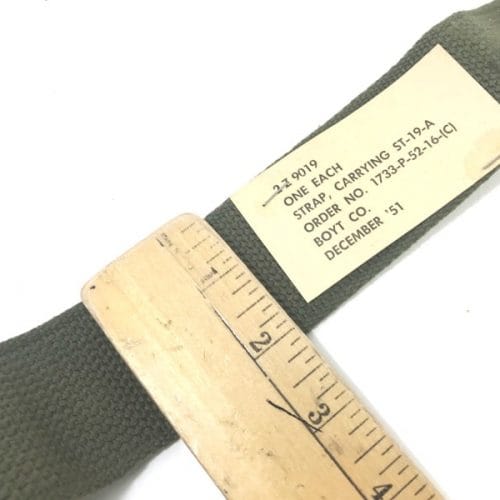 2-Z 9019
ONE EACH
STRAP, CARRYING ST-19-A
ORDER NO. 1733-P-52-16-(C)
BOYT CO.
DECEMBER '51
2
3
4